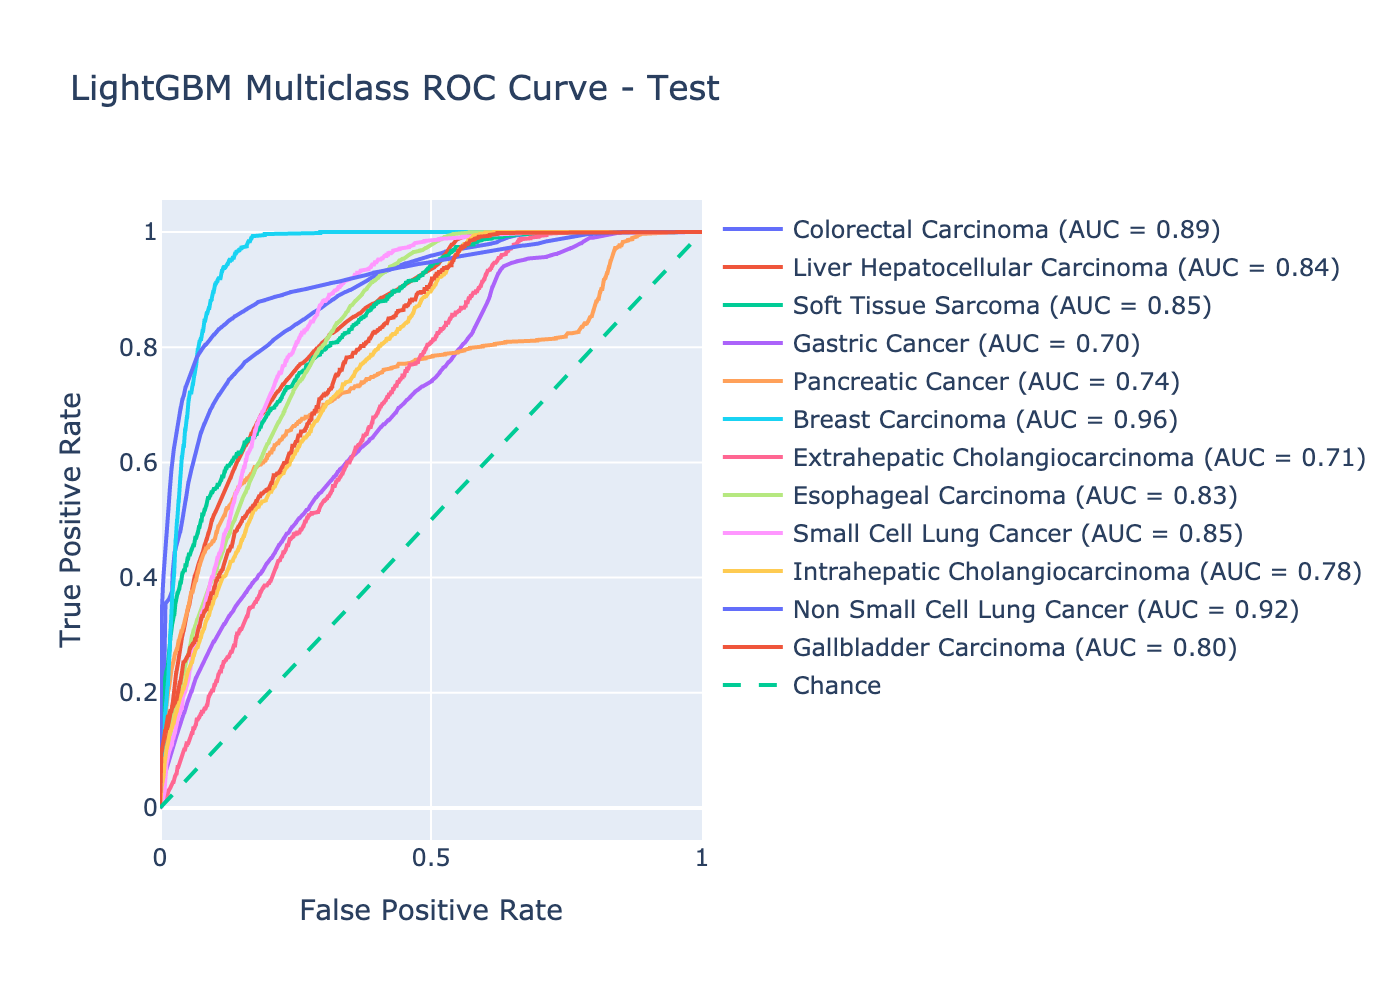 LightGBM Multiclass ROC Curve - Test
1
0.8
0.6
0.4
0.2
0
True Positive Rate
0
0.5
1
False Positive Rate
Colorectal Carcinoma (AUC = 0.89)
Liver Hepatocellular Carcinoma (AUC = 0.84)
Soft Tissue Sarcoma (AUC = 0.85)
Gastric Cancer (AUC = 0.70)
Pancreatic Cancer (AUC = 0.74)
Breast Carcinoma (AUC = 0.96)
Extrahepatic Cholangiocarcinoma (AUC = 0.71)
Esophageal Carcinoma (AUC = 0.83)
Small Cell Lung Cancer (AUC = 0.85)
Intrahepatic Cholangiocarcinoma (AUC = 0.78)
Non Small Cell Lung Cancer (AUC = 0.92)
Gallbladder Carcinoma (AUC = 0.80)
Chance